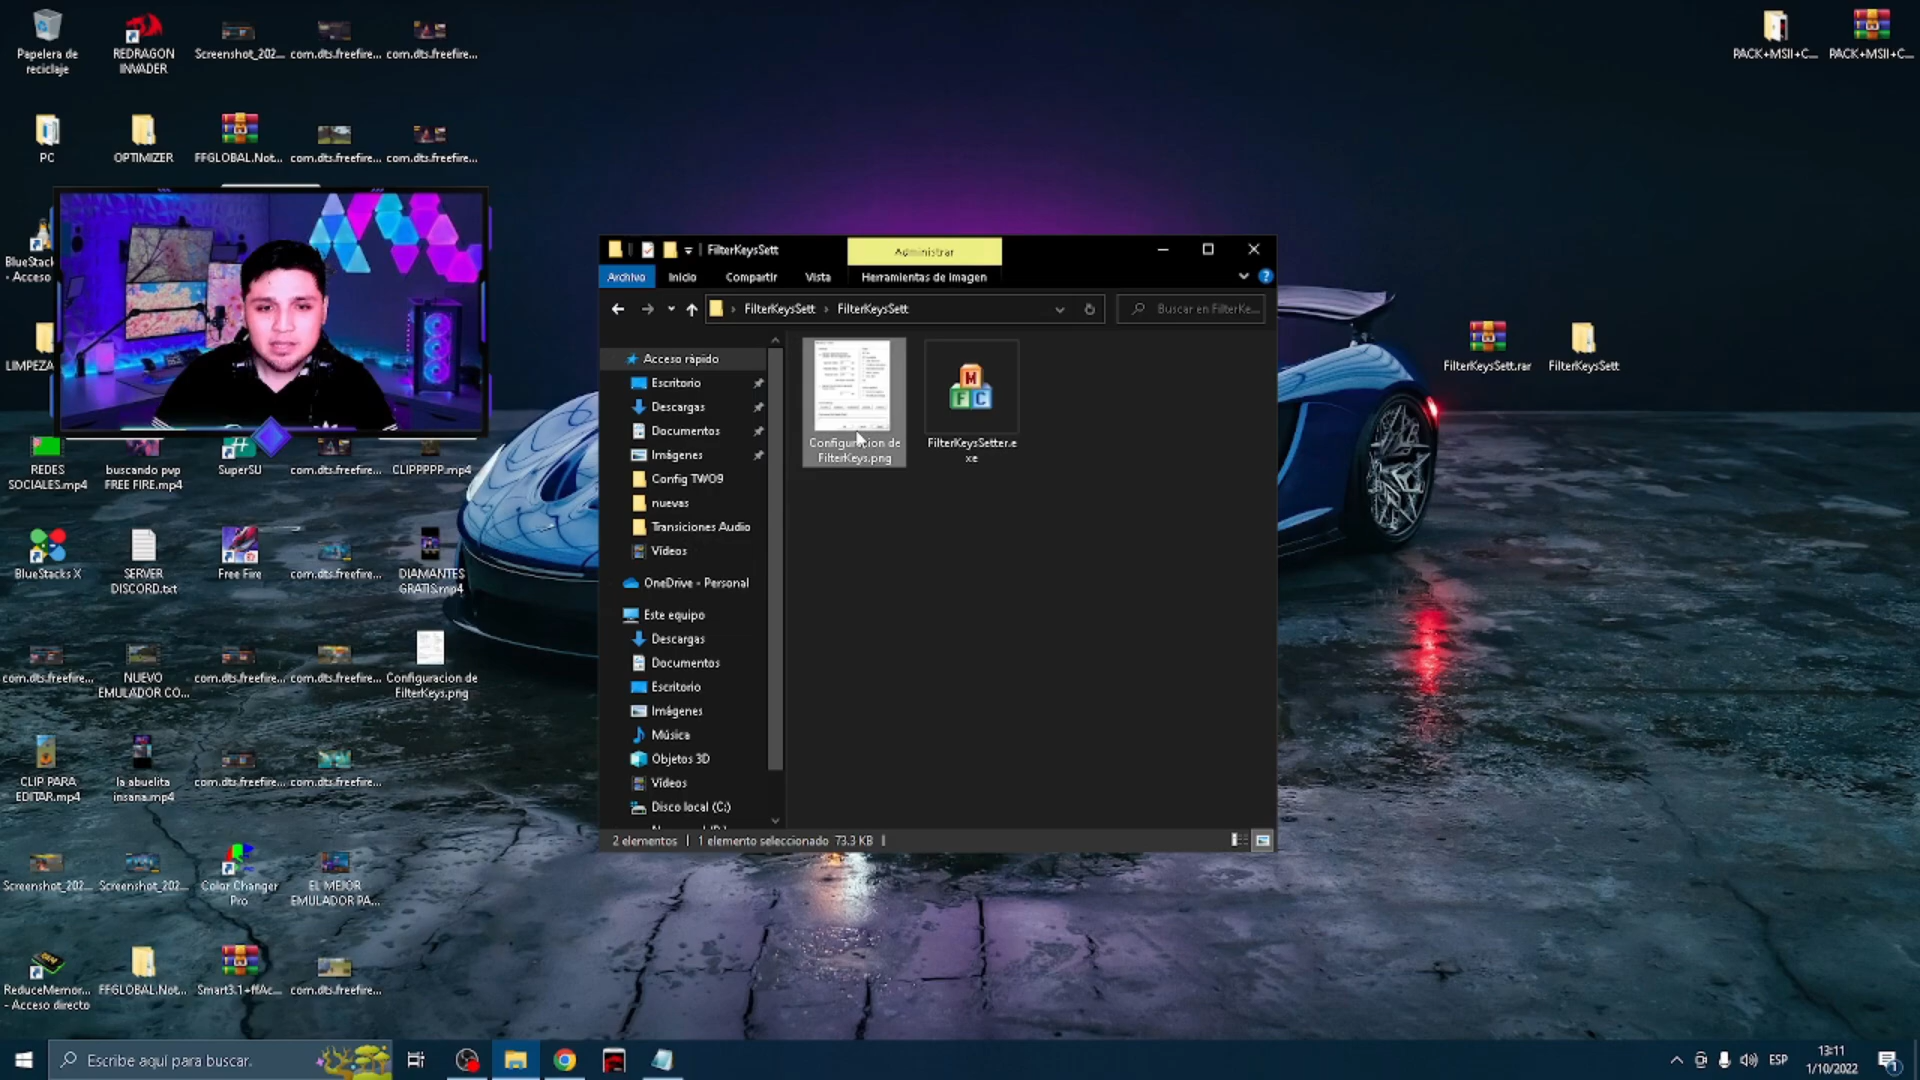 Papelera de
reciclaje
REDRAGON
INVADER
Screenshot_202...
com.dts.freefire...
com.dts.freefire...
PACK+MSII+C...
PACK+MSII+C...
PC
OPTIMIZER
FFGLOBAL.Not...
com.dts.freefire...
com.dts.freefire...
BlueStack
- Acceso
LIMPEZA
FilterKeysSett
Administrar
Archivo
Inicio
Compartir
Vista
Herramientas de imagen
FilterKeysSett
FilterKeysSett
Buscar en FilterKe...
Acceso rápido
Escritorio
Descargas
Documentos
Imágenes
Config TWO9
nuevas
Transiciones Audio
Vídeos
OneDrive - Personal
Este equipo
Descargas
Documentos
Escritorio
Imágenes
Música
Objetos 3D
Vídeos
Disco local (C:)
Configuracion de
FilterKeys.png
FilterKeysSetter.e
xe
M
F C
2 elementos
1 elemento seleccionado 73.3 KB
FilterKeysSett.rar
FilterKeysSett
REDES
SOCIALES.mp4
buscando pvp
FREE FIRE.mp4
SuperSU
com.dts.freefire...
CLIPPPPP.mp4
BlueStacks X
SERVER
DISCORD.txt
Free Fire
com.dts.freefire...
DIAMANTES
GRATIS.mp4
com.dts.freefire...
NUEVO
EMULADOR CO...
com.dts.freefire...
com.dts.freefire...
Configuracion de
FilterKeys.png
CLIP PARA
EDITAR.mp4
la abuelita
insana.mp4
com.dts.freefire...
com.dts.freefire...
Screenshot_202...
Screenshot_202...
Color Changer
Pro
EL MEJOR
EMULADOR PA...
ReduceMemor...
- Acceso directo
FFGLOBAL.Not...
Smart3.1+ffAc...
com.dts.freefire...
Escribe aquí para buscar.
ESP
13:11
1/10/2022
1